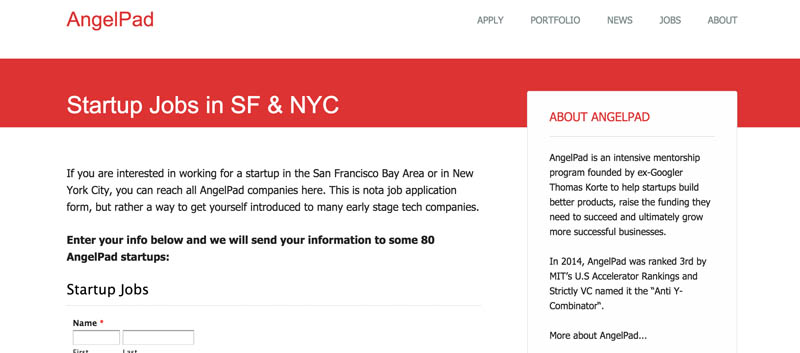 AngelPad
APPLY PORTFOLIO NEWS JOBS ABOUT
Startup Jobs in SF & NYC
If you are interested in working for a startup in the San Francisco Bay Area or in New
York City, you can reach all AngelPad companies here. This is nota job application
form, but rather a way to get yourself introduced to many early stage tech companies.
Enter your info below and we will send your information to some 80
AngelPad startups:
Startup Jobs
Name *
First Last
ABOUT ANGELPAD
AngelPad is an intensive mentorship
program founded by ex-Googler
Thomas Korte to help startups build
better products, raise the funding they
need to succeed and ultimately grow
more successful businesses.
In 2014, AngelPad was ranked 3rd by
MIT's U.S Accelerator Rankings and
Strictly VC named it the "Anti Y-
Combinator".
More about AngelPad...